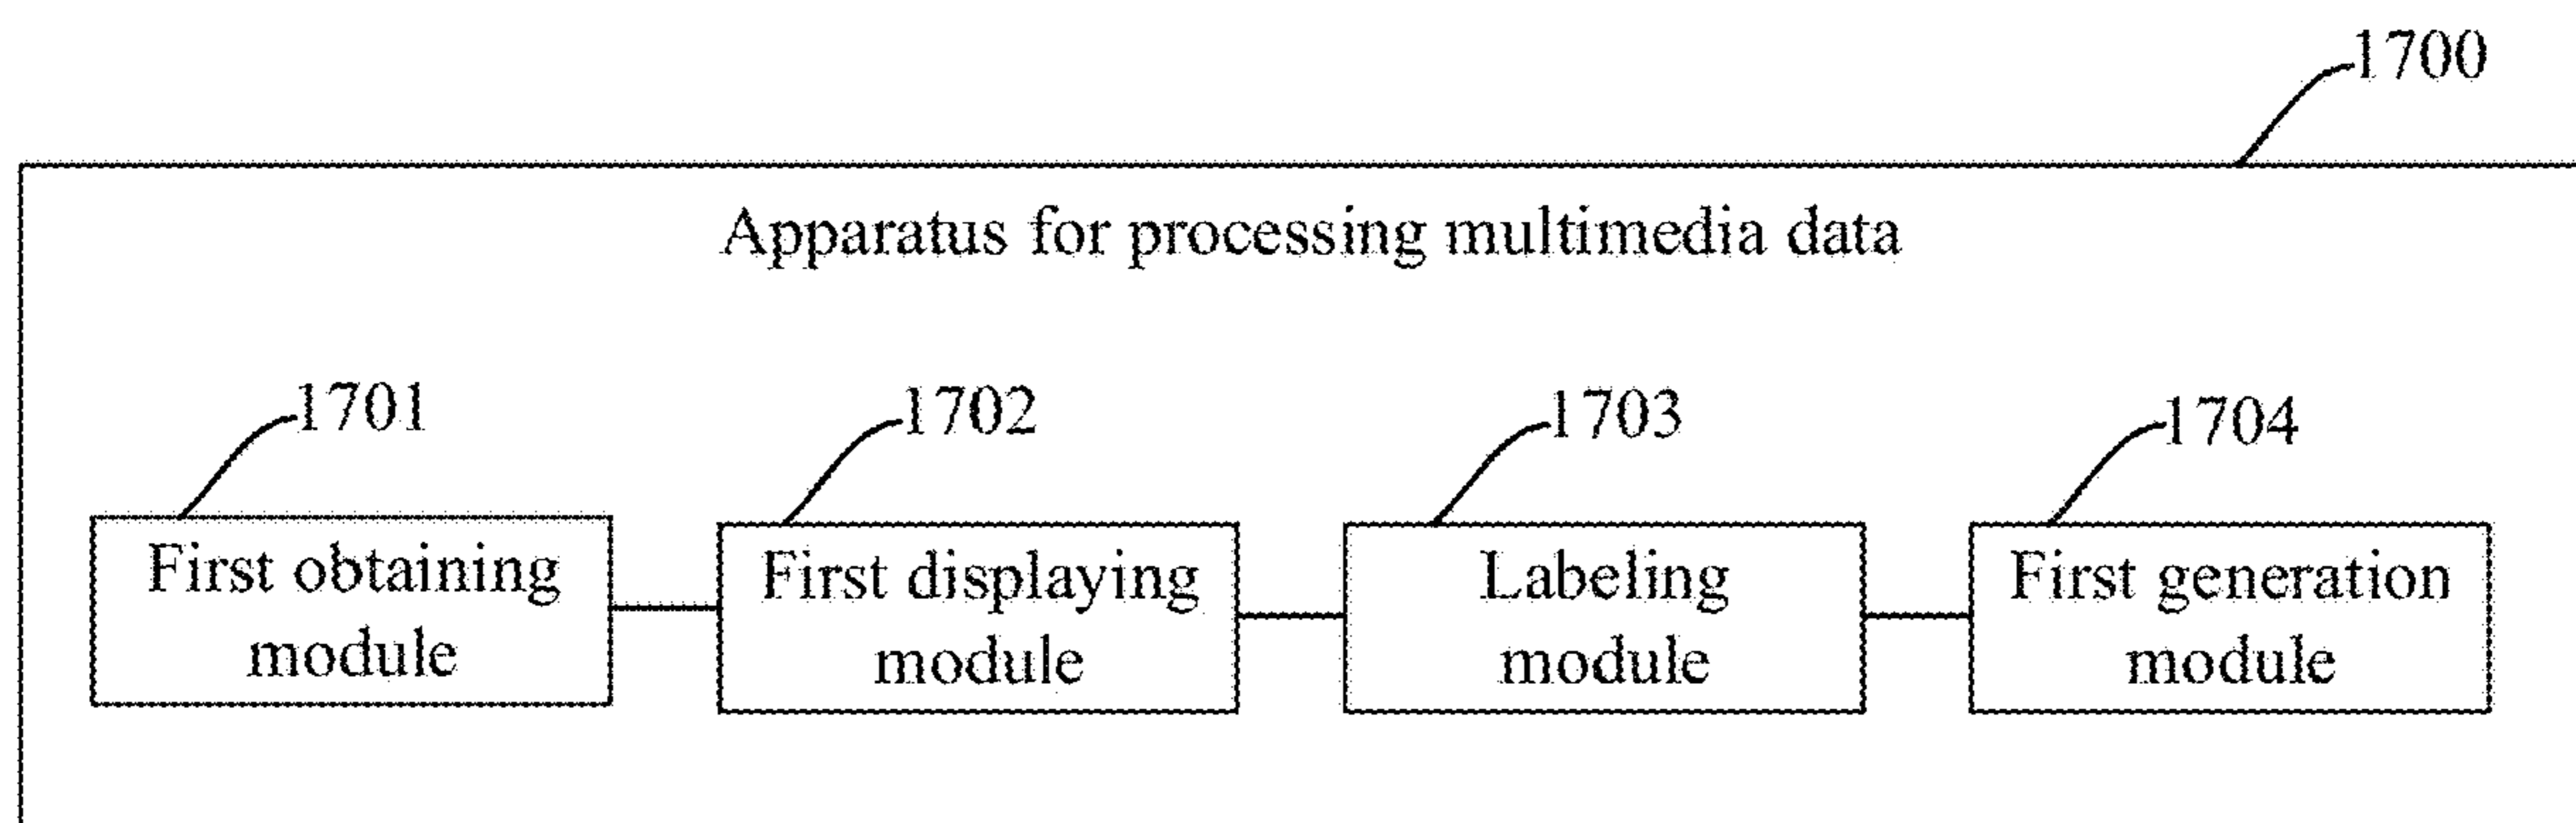 1700
Apparatus for processing multimedia data
1701
1702
1703
1704
First obtaining
module
First displaying
module
Labeling
module
First generation
module